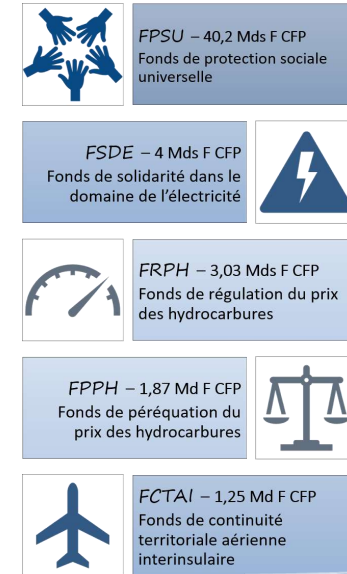 FPSU – 40,2 Mds F CFP
Fonds de protection sociale
universelle
FSDE – 4 Mds F CFP
Fonds de solidarité dans le
domaine de l’électricité
FRPH – 3,03 Mds F CFP
Fonds de régulation du prix
des hydrocarbures
FPPH – 1,87 Md F CFP
Fonds de péréquation du
prix des hydrocarbures
FCTAI – 1,25 Md F CFP
Fonds de continuité
territoriale aérienne
interinsulaire